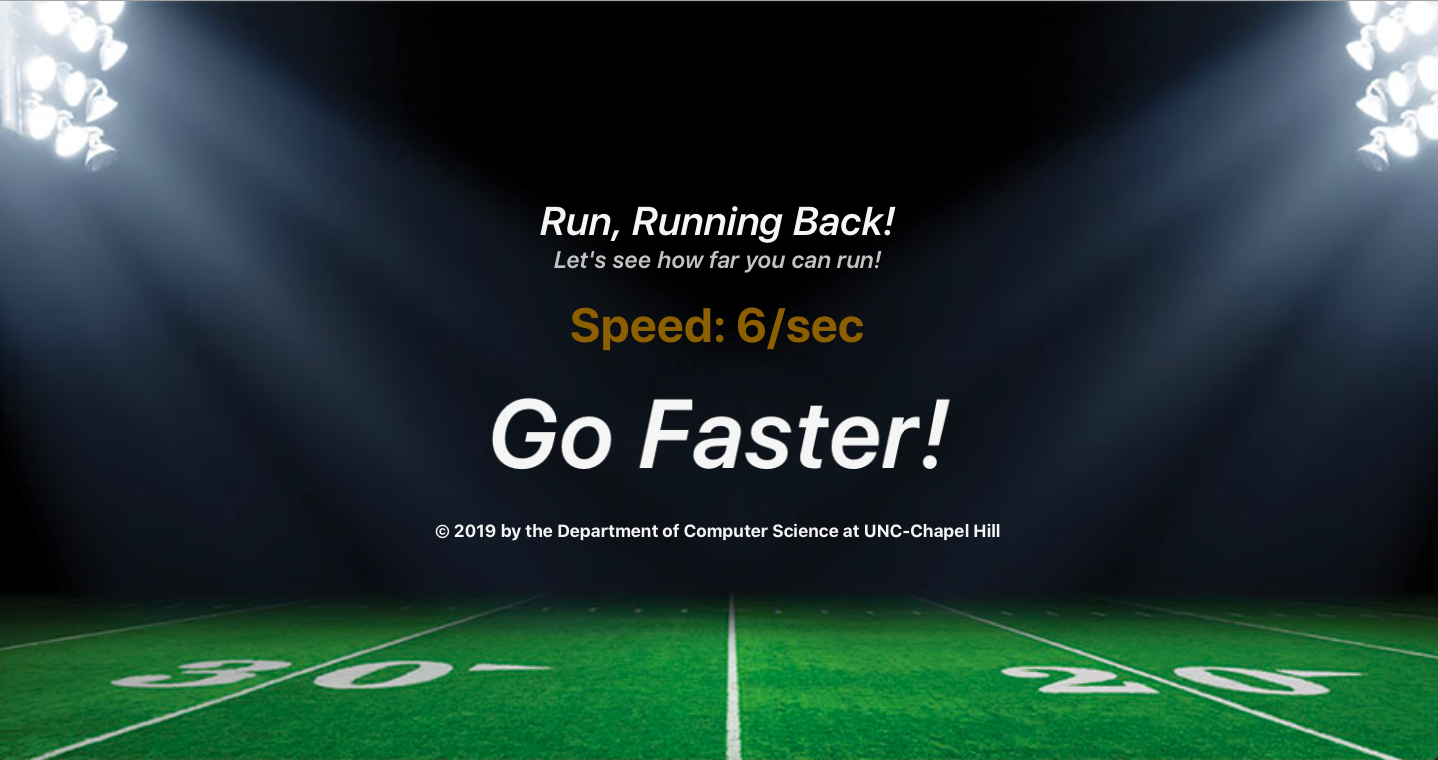 Run, Running Back!
Let's see how far you can run!
Speed: 6/sec
Go Faster!
© 2019 by the Department of Computer Science at UNC-Chapel Hill
30 20